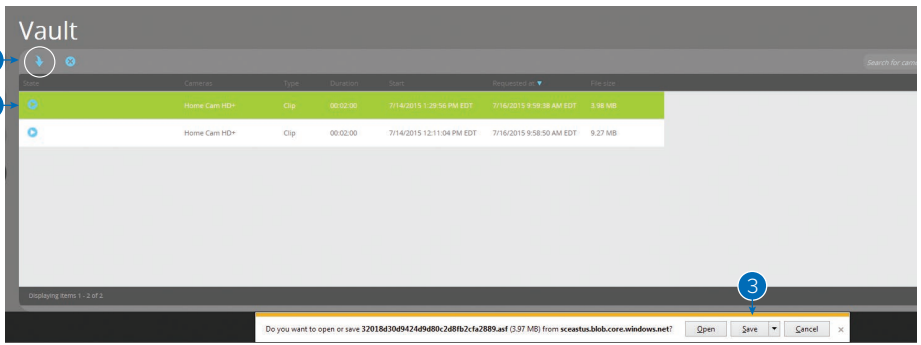 Vault
Search for came
State Cameras Type Duration Start Requested at File size
Home Cam HD+ Clip 00:02:00 7/14/2015 1:29:56 PM EDT 7/16/2015 9:59:38 AM EDT 3.98 MB
Home Cam HD+ Clip 00:02:00 7/14/2015 12:11:04 PM EDT 7/16/2015 9:58:50 AM EDT 9.27 MB
Displaying items 1 - 2 of 2
3
Do you want to open or save 32018d30d9424d9d80c2d8fb2cfa2889.asf (3.97 MB) from sceastus.blob.core.windows.net? Open Save Cancel